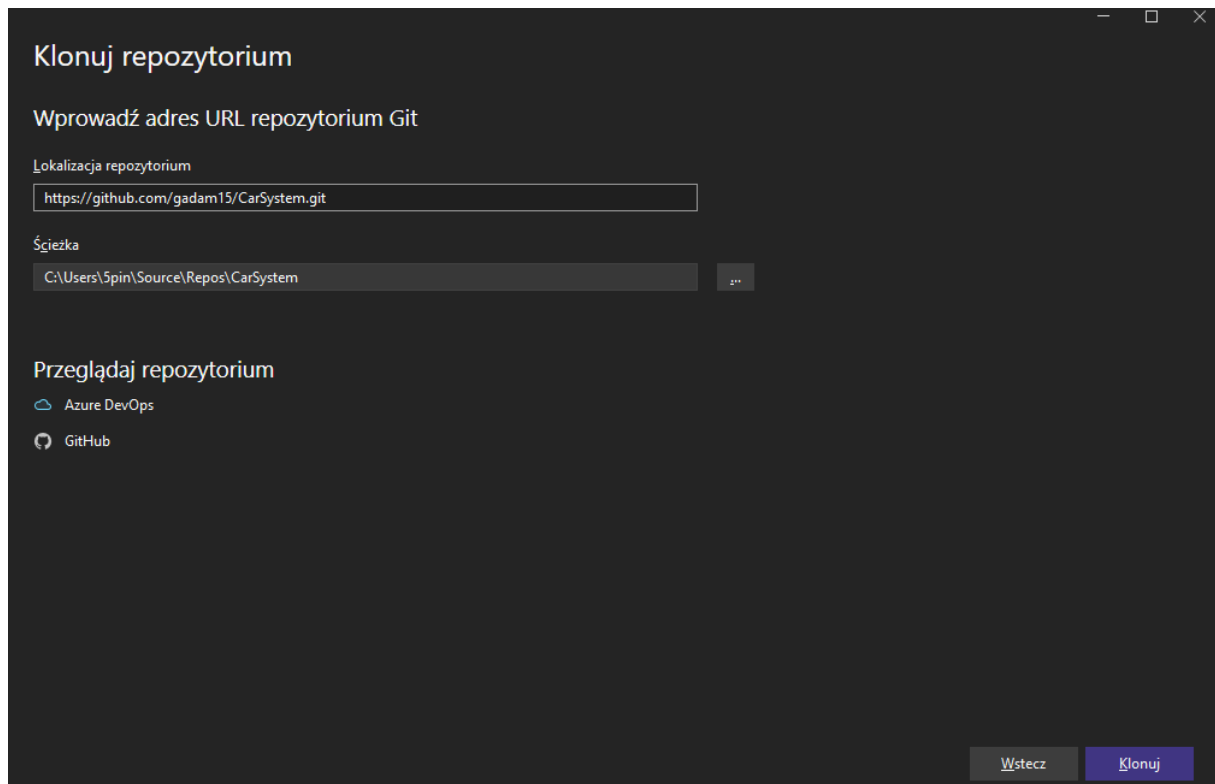 Klonuj repozytorium
Wprowadź adres URL repozytorium Git
Lokalizacja repozytorium
https://github.com/gadam15/CarSystem.git
Ścieżka
C:\Users\5pin\Source\Repos\CarSystem
...
Przeglądaj repozytorium
Azure DevOps
GitHub
Wstecz
Klonuj